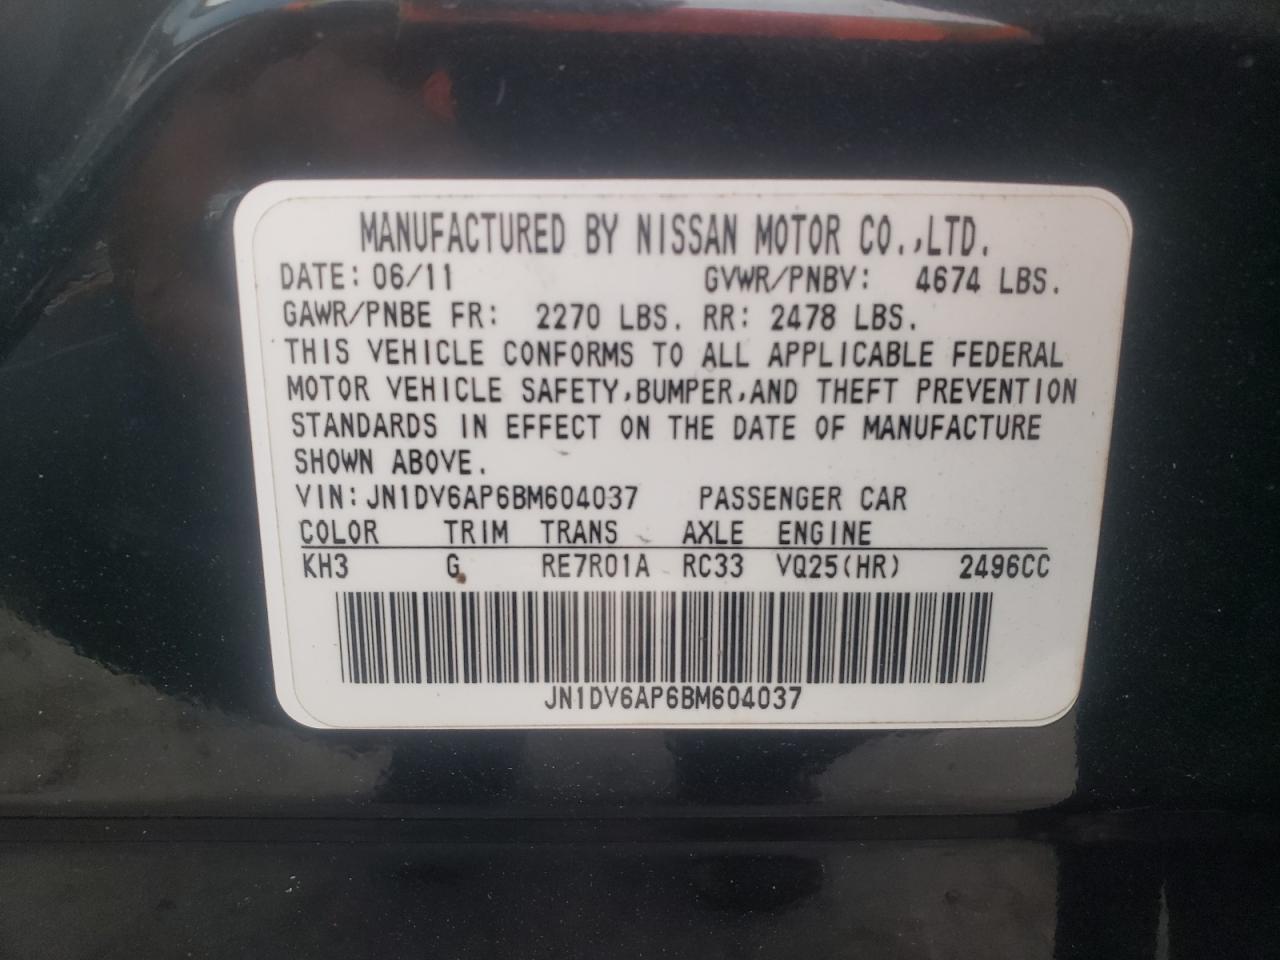 MANUFACTURED BY NISSAN MOTOR CO.,LTD.
DATE: 06/11 GVWR/PNBV: 4674 LBS.
GAWR/PNBE FR: 2270 LBS. RR: 2478 LBS.
THIS VEHICLE CONFORMS TO ALL APPLICABLE FEDERAL
MOTOR VEHICLE SAFETY,BUMPER,AND THEFT PREVENTION
STANDARDS IN EFFECT ON THE DATE OF MANUFACTURE
SHOWN ABOVE.
VIN: JN1DV6AP6BM604037 PASSENGER CAR
COLOR TRIM TRANS AXLE ENGINE
KH3 G RE7R01A RC33 VQ25(HR) 2496CC
JN1DV6AP6BM604037